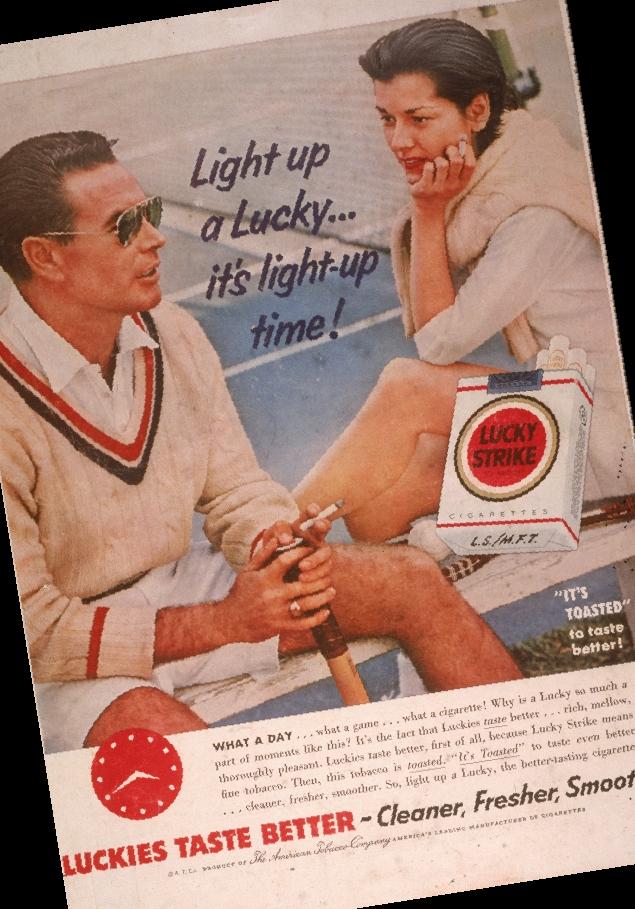 Light up
a Lucky...
it's light-up
time!
LUCKY
STRIKE
CIGARETTES
L.S./M.F.T.
"IT'S
TOASTED"
to taste
better!
WHAT A DAY . . . what a game . . . what a cigarette! Why is a Lucky so much a
part of moments like this? It's the fact that Luckies taste better . . . rich, mellow,
thoroughly pleasant. Luckies taste better, first of all, because Lucky Strike means
fine tobacco. Then, this tobacco is toasted. "It's Toasted" to taste even better
. . . cleaner, fresher, smoother. So, light up a Lucky, the better-tasting cigarette
LUCKIES TASTE BETTER ~ Cleaner, Fresher, Smoot
©A.T.Co. PRODUCT OF The American Tobacco Company AMERICA'S LEADING MANUFACTURER OF CIGARETTES